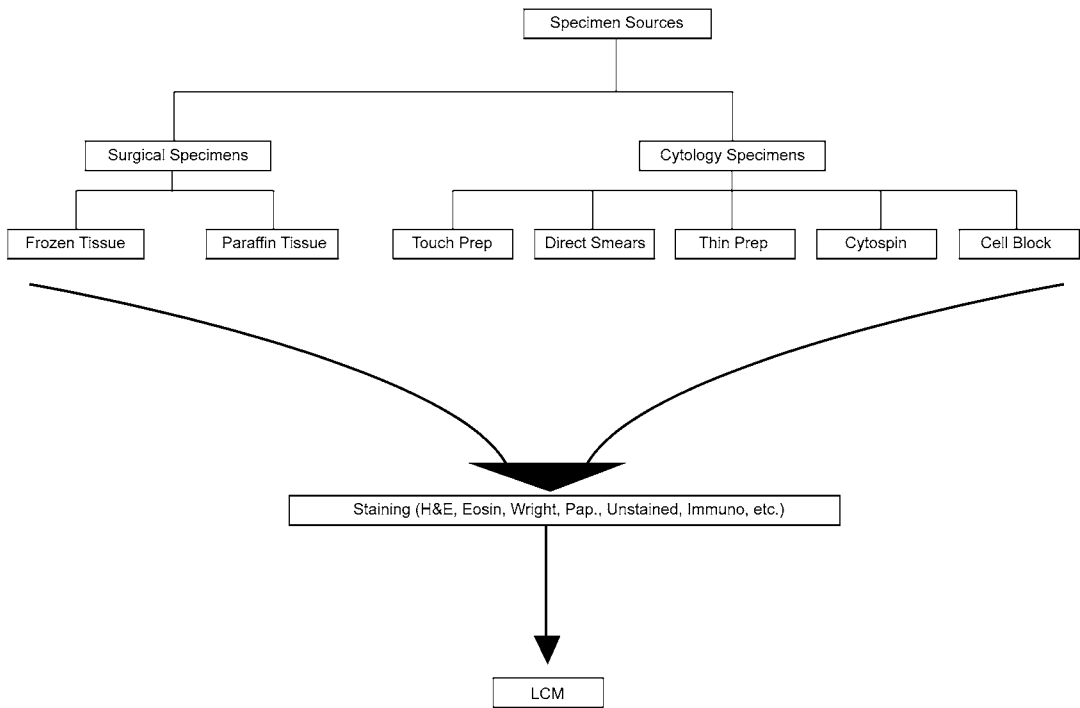 Specimen Sources
Surgical Specimens
Cytology Specimens
Frozen Tissue
Paraffin Tissue
Touch Prep
Direct Smears
Thin Prep
Cytospin
Cell Block
Staining (H&E, Eosin, Wright, Pap., Unstained, Immuno, etc.)
LCM